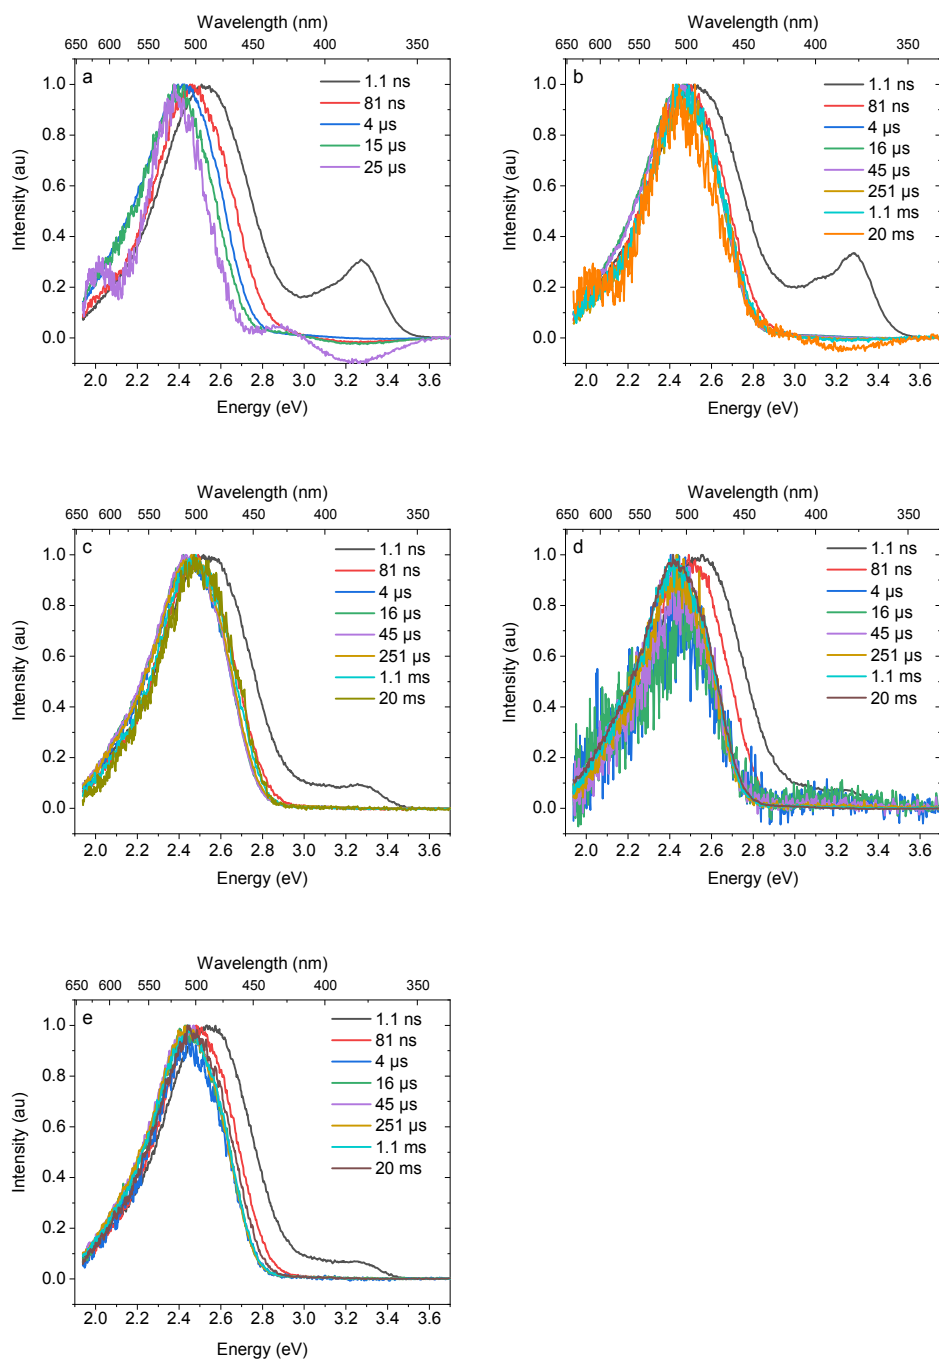 Wavelength (nm)
650 600 550 500 450 400 350
a
1.1 ns
81 ns
4 µs
15 µs
25 µs
Intensity (au)
1.0
0.8
0.6
0.4
0.2
0.0
2.0 2.2 2.4 2.6 2.8 3.0 3.2 3.4 3.6
Energy (eV)
Wavelength (nm)
650 600 550 500 450 400 350
b
1.1 ns
81 ns
4 µs
16 µs
45 µs
251 µs
1.1 ms
20 ms
Intensity (au)
1.0
0.8
0.6
0.4
0.2
0.0
2.0 2.2 2.4 2.6 2.8 3.0 3.2 3.4 3.6
Energy (eV)
Wavelength (nm)
650 600 550 500 450 400 350
c
1.1 ns
81 ns
4 µs
16 µs
45 µs
251 µs
1.1 ms
20 ms
Intensity (au)
1.0
0.8
0.6
0.4
0.2
0.0
2.0 2.2 2.4 2.6 2.8 3.0 3.2 3.4 3.6
Energy (eV)
Wavelength (nm)
650 600 550 500 450 400 350
d
1.1 ns
81 ns
4 µs
16 µs
45 µs
251 µs
1.1 ms
20 ms
Intensity (au)
1.0
0.8
0.6
0.4
0.2
0.0
2.0 2.2 2.4 2.6 2.8 3.0 3.2 3.4 3.6
Energy (eV)
Wavelength (nm)
650 600 550 500 450 400 350
e
1.1 ns
81 ns
4 µs
16 µs
45 µs
251 µs
1.1 ms
20 ms
Intensity (au)
1.0
0.8
0.6
0.4
0.2
0.0
2.0 2.2 2.4 2.6 2.8 3.0 3.2 3.4 3.6
Energy (eV)